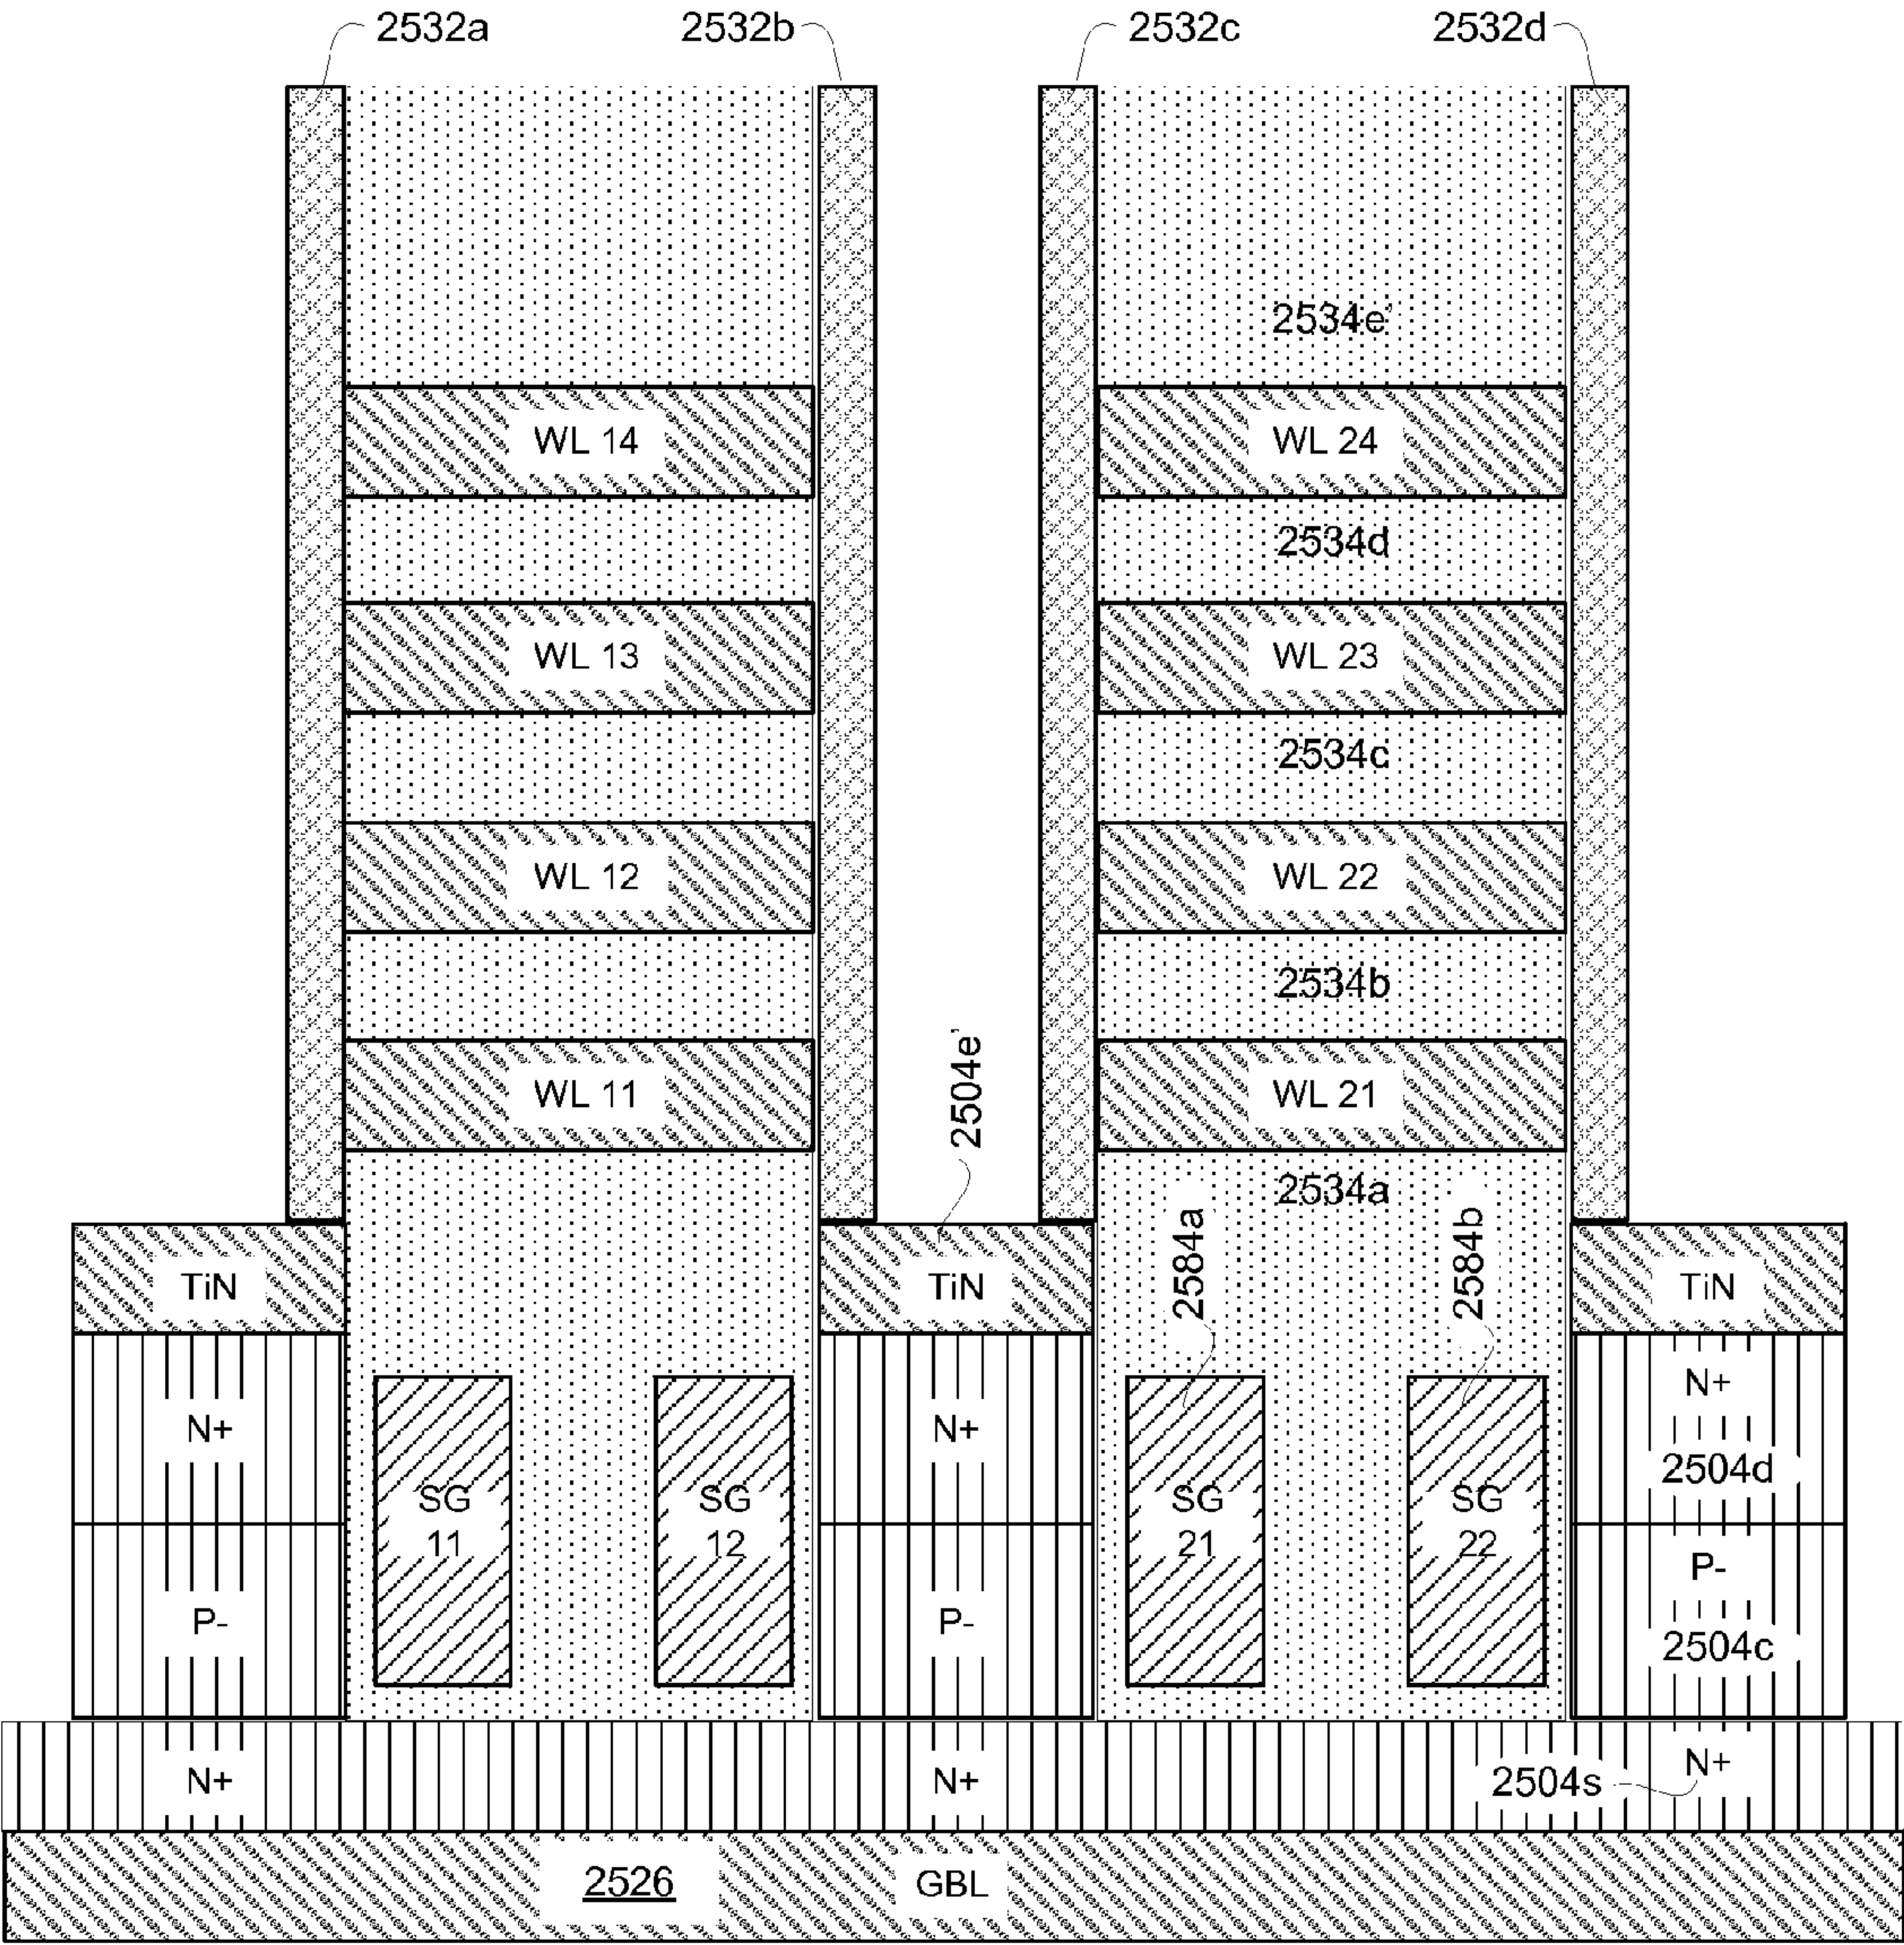 2532a 2532b 2532c 2532d
2534e'
WL 14 WL 24
2534d
WL 13 WL 23
2534c
WL 12 WL 22
2534b
2504e'
WL 11 WL 21
2534a
2584a 2584b
TiN TiN TiN
N+ N+ N+
2504d
SG SG SG SG
11 12 21 22
P- P- P-
2504c
N+ N+ 2504s N+
2526 GBL